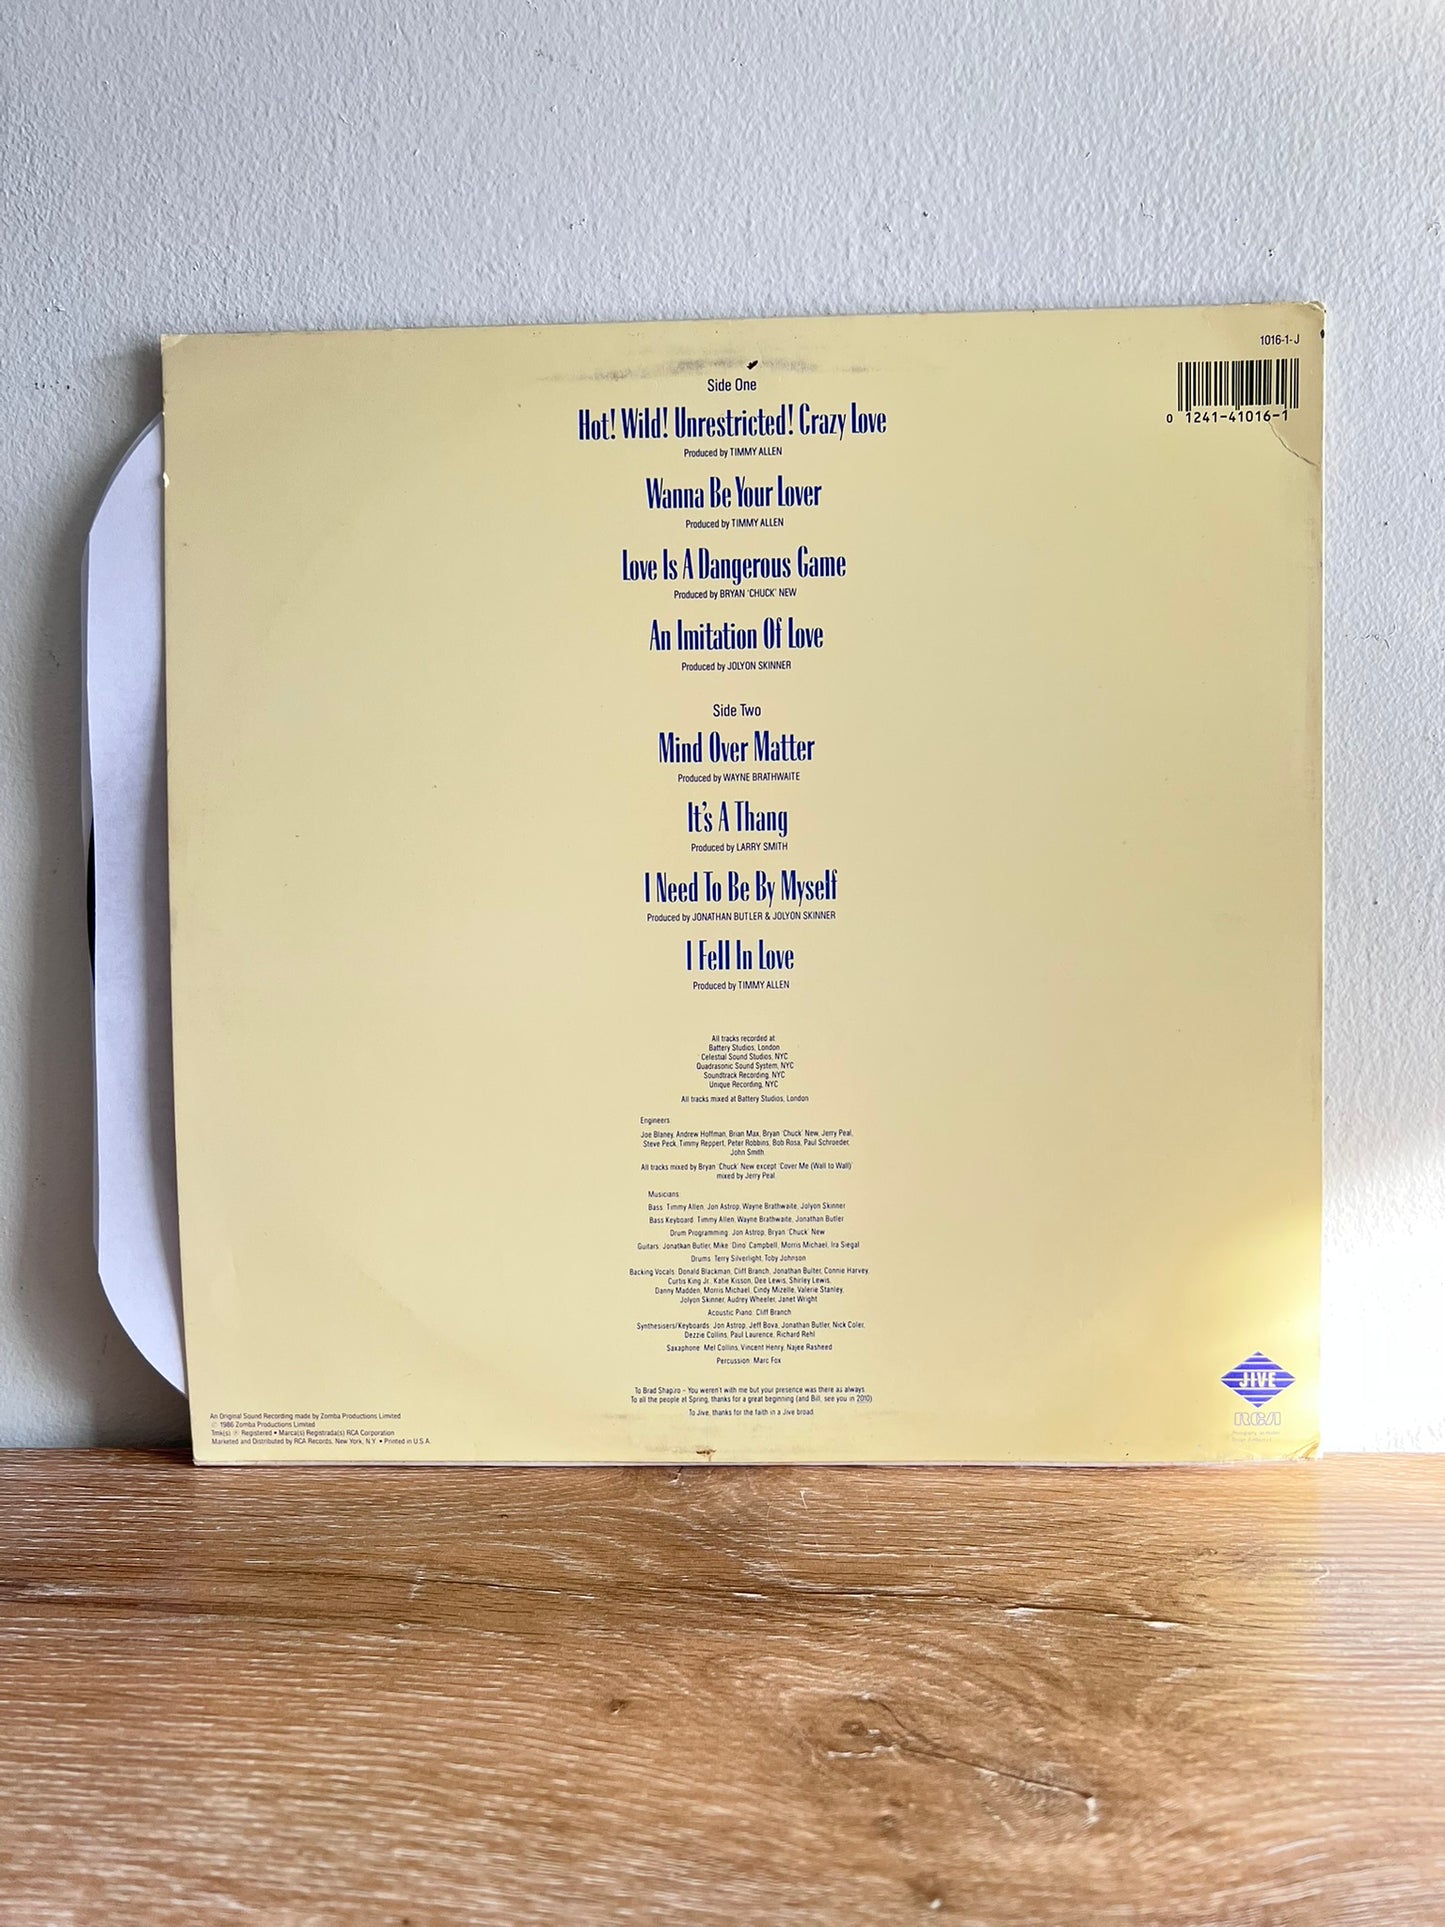 1016-1-J
0 1241-41016-1
Side One
Hot! Wild! Unrestricted! Crazy Love
Produced by TIMMY ALLEN
Wanna Be Your Lover
Produced by TIMMY ALLEN
Love Is A Dangerous Game
Produced by BRYAN 'CHUCK' NEW
An Imitation Of Love
Produced by JOLYON SKINNER
Side Two
Mind Over Matter
Produced by WAYNE BRATHWAITE
It's A Thang
Produced by LARRY SMITH
I Need To Be By Myself
Produced by JONATHAN BUTLER & JOLYON SKINNER
I Fell In Love
Produced by TIMMY ALLEN
All tracks recorded at:
Battery Studios, London
Celestial Sound Studios, NYC
Quadrasonic Sound System, NYC
Soundtrack Recording, NYC
Unique Recording, NYC
All tracks mixed at Battery Studios, London
Engineers:
Joe Blaney, Andrew Hoffman, Brian Max, Bryan 'Chuck' New, Jerry Peal,
Steve Peck, Timmy Reppert, Peter Robbins, Bob Rosa, Paul Schroeder,
John Smith
All tracks mixed by Bryan 'Chuck' New except 'Cover Me (Wall to Wall)'
mixed by Jerry Peal
Musicians:
Bass: Timmy Allen, Jon Astrop, Wayne Brathwaite, Jolyon Skinner
Bass Keyboard: Timmy Allen, Wayne Brathwaite, Jonathan Butler
Drum Programming: Jon Astrop, Bryan 'Chuck' New
Guitars: Jonatkan Butler, Mike 'Dino' Campbell, Morris Michael, Ira Siegal
Drums: Terry Silverlight, Toby Johnson
Backing Vocals: Donald Blackman, Cliff Branch, Jonathan Bulter, Connie Harvey,
Curtis King Jr., Katie Kisson, Dee Lewis, Shirley Lewis,
Danny Madden, Morris Michael, Cindy Mizelle, Valerie Stanley,
Jolyon Skinner, Audrey Wheeler, Janet Wright
Acoustic Piano: Cliff Branch
Synthesisers/Keyboards: Jon Astrop, Jeff Bova, Jonathan Butler, Nick Coler,
Dezzie Collins, Paul Laurence, Richard Rehl
Saxaphone: Mel Collins, Vincent Henry, Najee Rasheed
Percussion: Marc Fox
To Brad Shapiro – You weren't with me but your presence was there as always.
To all the people at Spring, thanks for a great beginning (and Bill, see you in 2010)
To Jive, thanks for the faith in a Jive broad.
An Original Sound Recording made by Zomba Productions Limited
℗ 1986 Zomba Productions Limited
Tmk(s) ® Registered • Marca(s) Registrada(s) RCA Corporation
Marketed and Distributed by RCA Records, New York, N.Y. • Printed in U.S.A.
JIVE
RCA